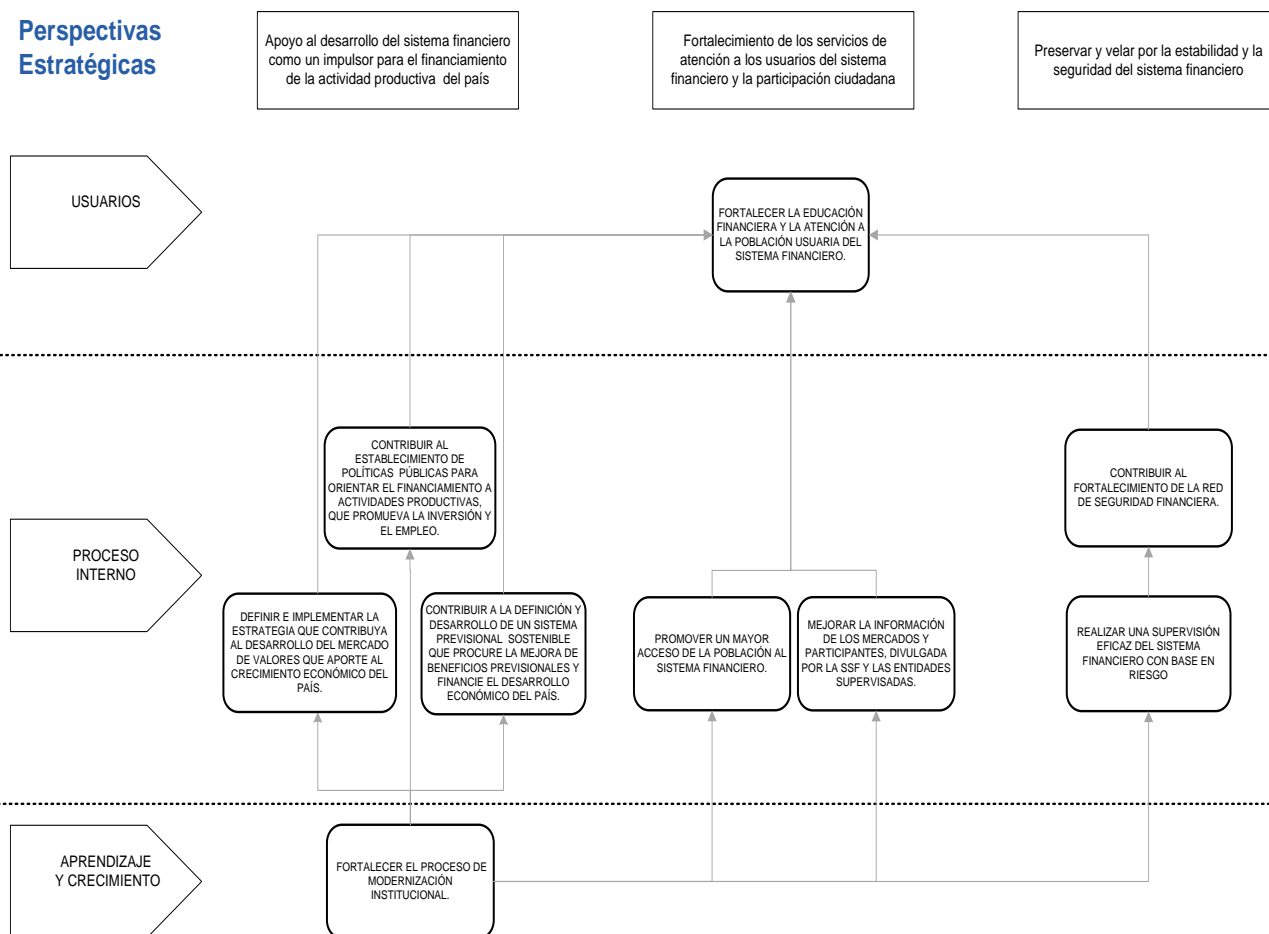 Perspectivas
Estratégicas
Apoyo al desarrollo del sistema financiero
como un impulsor para el financiamiento
de la actividad productiva del país
Fortalecimiento de los servicios de
atención a los usuarios del sistema
financiero y la participación ciudadana
Preservar y velar por la estabilidad y la
seguridad del sistema financiero
USUARIOS
FORTALECER LA EDUCACIÓN
FINANCIERA Y LA ATENCIÓN A
LA POBLACIÓN USUARIA DEL
SISTEMA FINANCIERO.
CONTRIBUIR AL
ESTABLECIMIENTO DE
POLÍTICAS PÚBLICAS PARA
ORIENTAR EL FINANCIAMIENTO A
ACTIVIDADES PRODUCTIVAS,
QUE PROMUEVA LA INVERSIÓN Y
EL EMPLEO.
CONTRIBUIR AL
FORTALECIMIENTO DE LA RED
DE SEGURIDAD FINANCIERA.
PROCESO
INTERNO
DEFINIR E IMPLEMENTAR LA
ESTRATEGIA QUE CONTRIBUYA
AL DESARROLLO DEL MERCADO
DE VALORES QUE APORTE AL
CRECIMIENTO ECONÓMICO DEL
PAÍS.
CONTRIBUIR A LA DEFINICIÓN Y
DESARROLLO DE UN SISTEMA
PREVISIONAL SOSTENIBLE
QUE PROCURE LA MEJORA DE
BENEFICIOS PREVISIONALES Y
FINANCIE EL DESARROLLO
ECONÓMICO DEL PAÍS.
PROMOVER UN MAYOR
ACCESO DE LA POBLACIÓN AL
SISTEMA FINANCIERO.
MEJORAR LA INFORMACIÓN
DE LOS MERCADOS Y
PARTICIPANTES, DIVULGADA
POR LA SSF Y LAS ENTIDADES
SUPERVISADAS.
REALIZAR UNA SUPERVISIÓN
EFICAZ DEL SISTEMA
FINANCIERO CON BASE EN
RIESGO
APRENDIZAJE
Y CRECIMIENTO
FORTALECER EL PROCESO DE
MODERNIZACIÓN
INSTITUCIONAL.